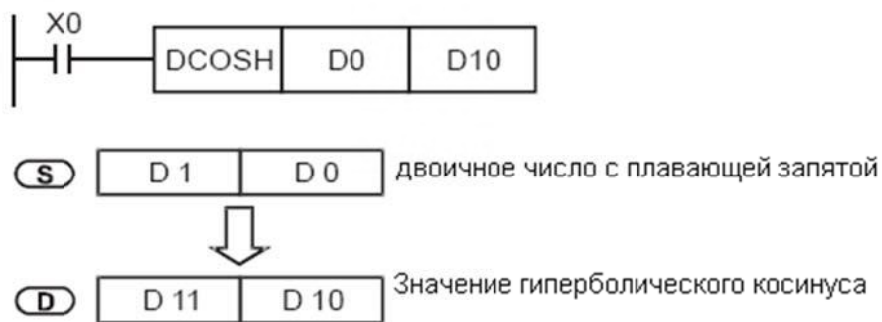 X0
DCOSH D0 D10
S D 1 D 0 двоичное число с плавающей запятой
D D 11 D 10 Значение гиперболического косинуса